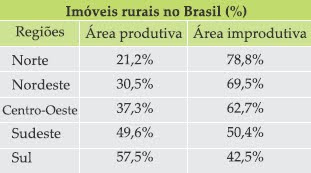 Imóveis rurais no Brasil (%)
Regiões Área produtiva Área improdutiva
Norte 21,2% 78,8%
Nordeste 30,5% 69,5%
Centro-Oeste 37,3% 62,7%
Sudeste 49,6% 50,4%
Sul 57,5% 42,5%